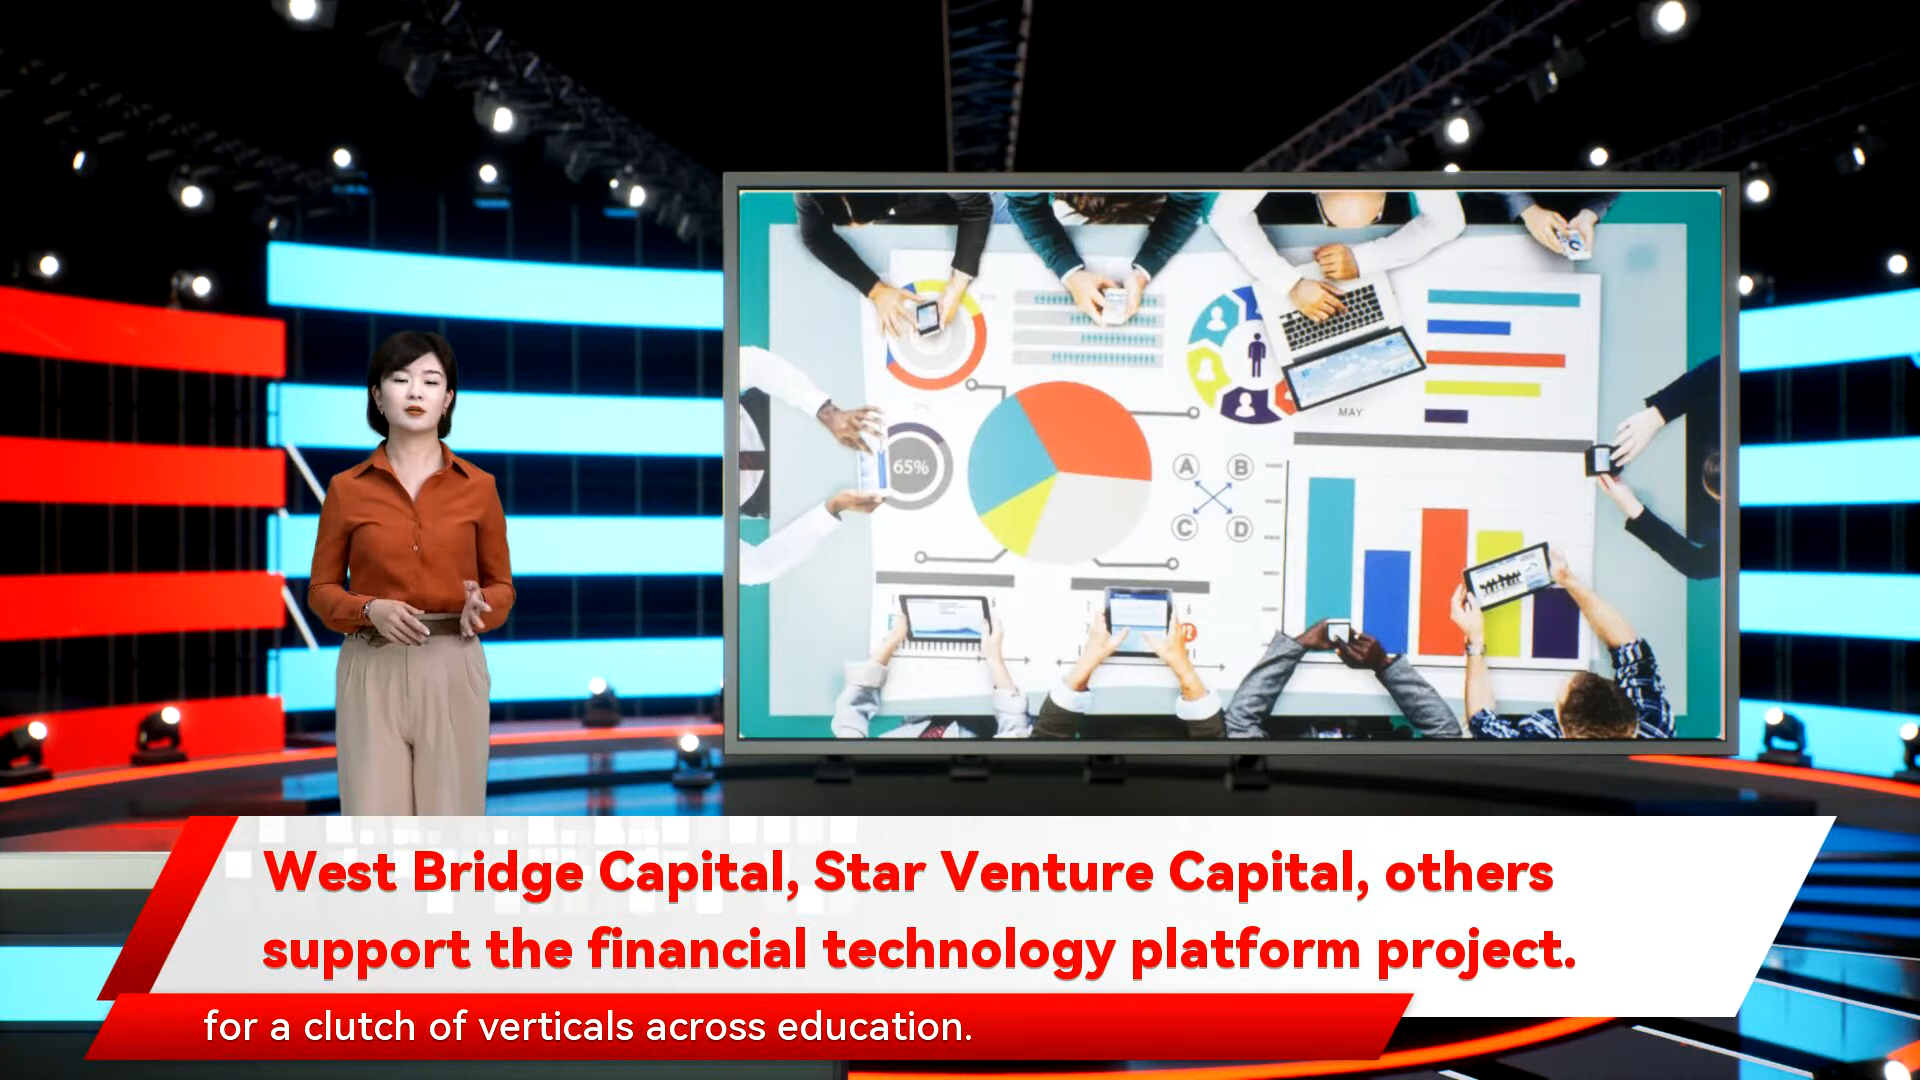 65%
MAY
A
B
C
D
West Bridge Capital, Star Venture Capital, others
support the financial technology platform project.
for a clutch of verticals across education.